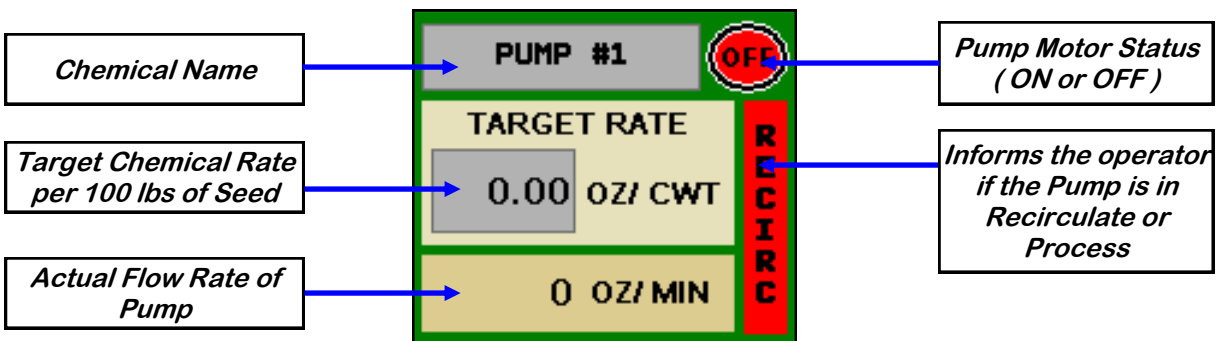 Chemical Name
Target Chemical Rate
per 100 lbs of Seed
Actual Flow Rate of
Pump
PUMP #1
OFF
TARGET RATE
0.00 OZ/ CWT
0 OZ/ MIN
RECIRC
Pump Motor Status
( ON or OFF )
Informs the operator
if the Pump is in
Recirculate or
Process